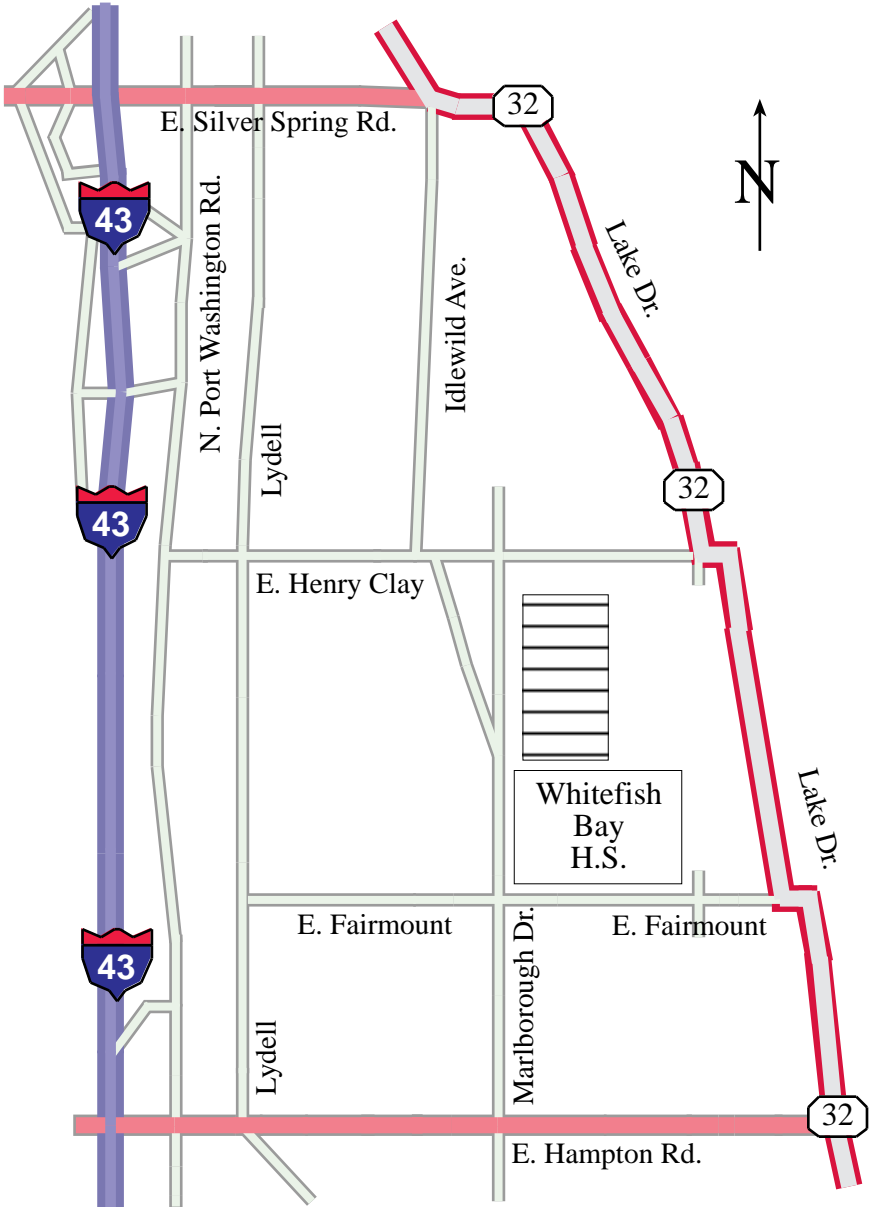 32
E. Silver Spring Rd.
N
43
N. Port Washington Rd.
Lake Dr.
Idlewild Ave.
Lydell
32
43
E. Henry Clay
Whitefish
Bay
H.S.
Lake Dr.
E. Fairmount
E. Fairmount
Marlborough Dr.
43
Lydell
32
E. Hampton Rd.